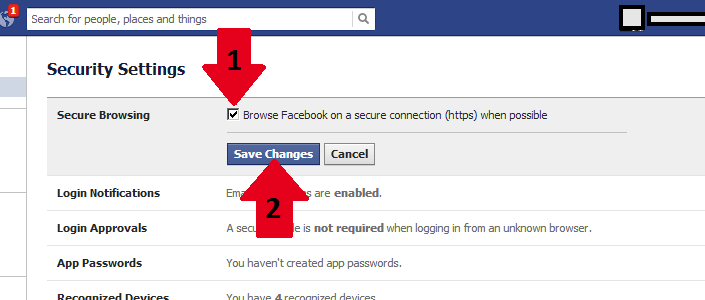 1
Search for people, places and things
1
Security Settings
Secure Browsing
Browse Facebook on a secure connection (https) when possible
Save Changes
Cancel
Login Notifications
Ema are enabled.
2
Login Approvals
A secu is not required when logging in from an unknown browser.
App Passwords
You haven't created app passwords.
Recognized Devices
You have 4 recognized devices.